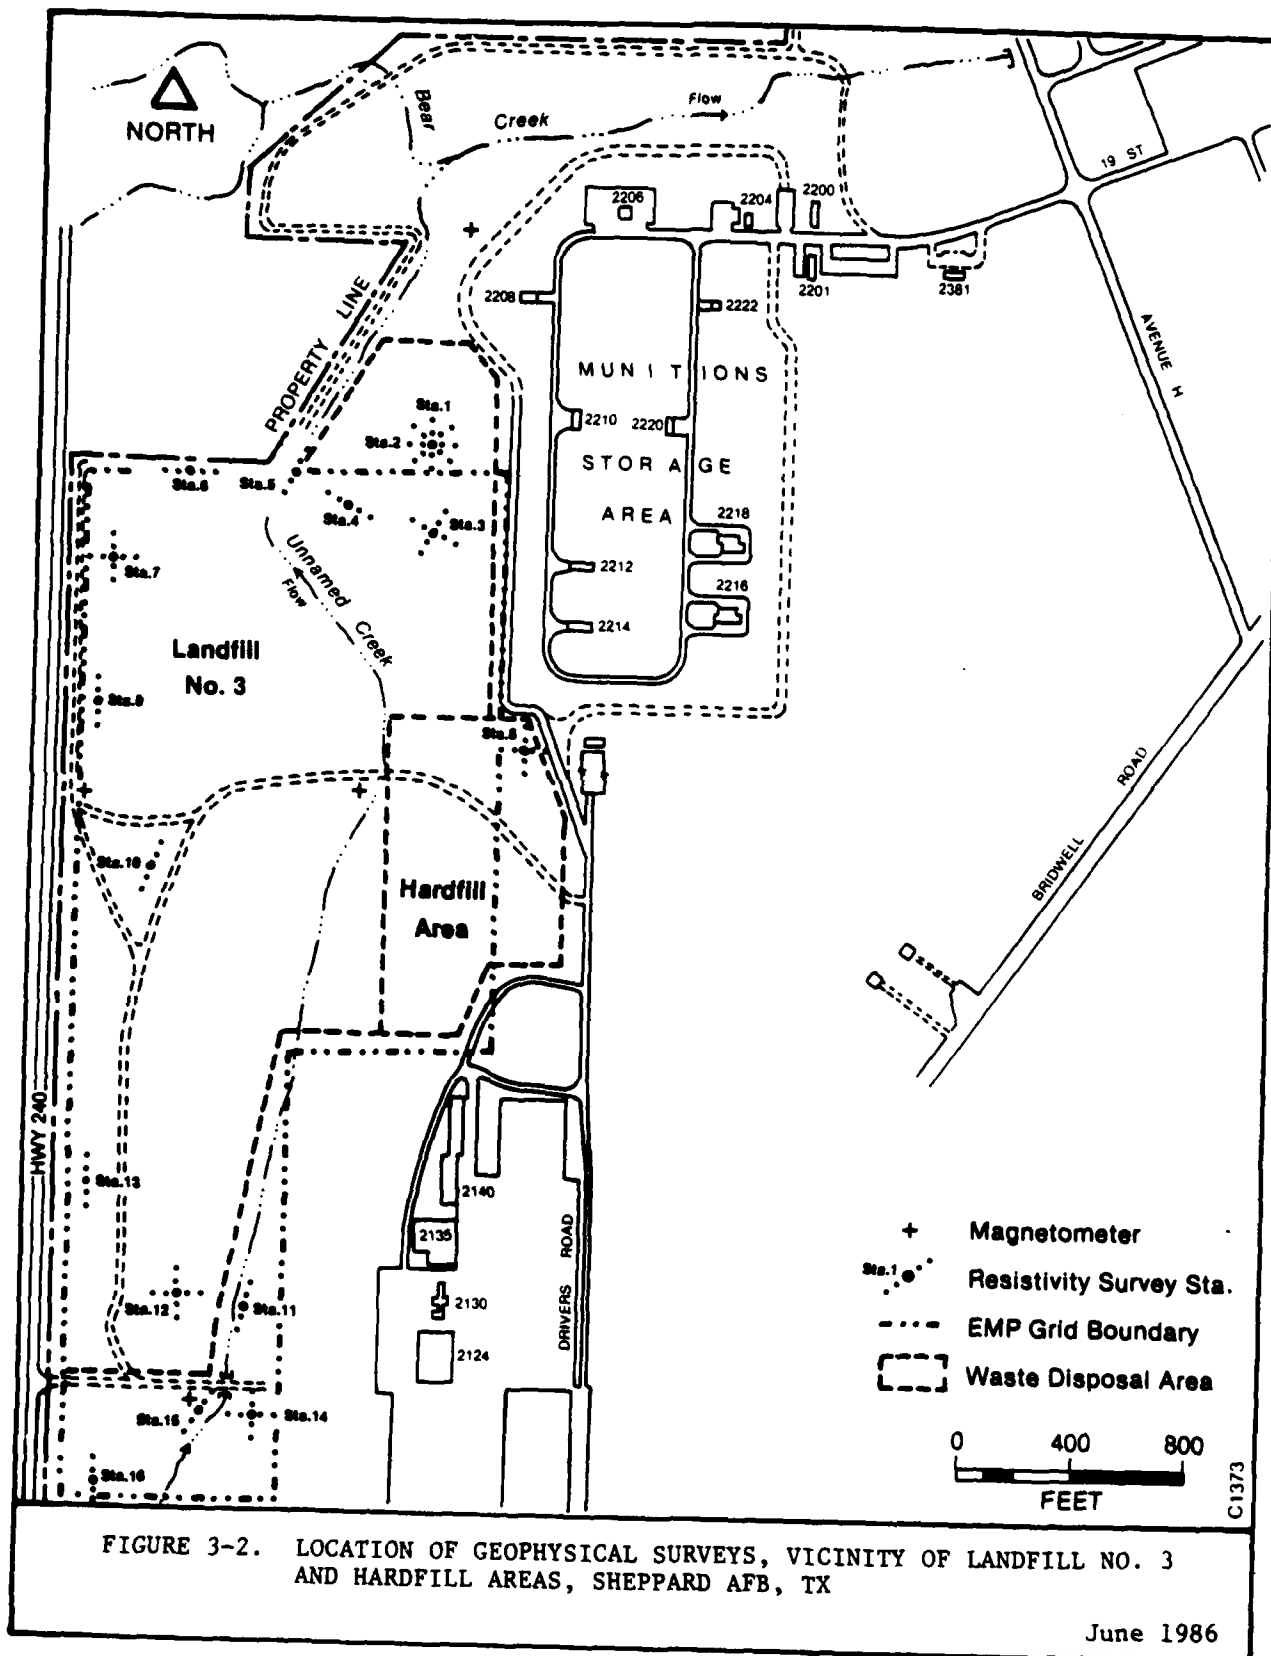 NORTH
Bear
Creek
Flow
19 ST
2206
2204
2200
2201
2381
2208
2222
PROPERTY LINE
AVENUE H
MUNITIONS
STORAGE
AREA
2210
2220
2218
2212
2216
2214
Sta.1
Sta.2
Sta.6
Sta.5
Sta.4
Sta.3
Sta.7
Unnamed Creek
Flow
Landfill
No. 3
Sta.9
Sta.8
Sta.10
Hardfill
Area
BRIDWELL ROAD
HWY 240
Sta.13
2140
2135
2130
2124
DRIVERS ROAD
Sta.12
Sta.11
Sta.15
Sta.14
Sta.16
Magnetometer
Sta.1
Resistivity Survey Sta.
EMP Grid Boundary
Waste Disposal Area
0 400 800
FEET
C1373
FIGURE 3-2. LOCATION OF GEOPHYSICAL SURVEYS, VICINITY OF LANDFILL NO. 3
AND HARDFILL AREAS, SHEPPARD AFB, TX
June 1986